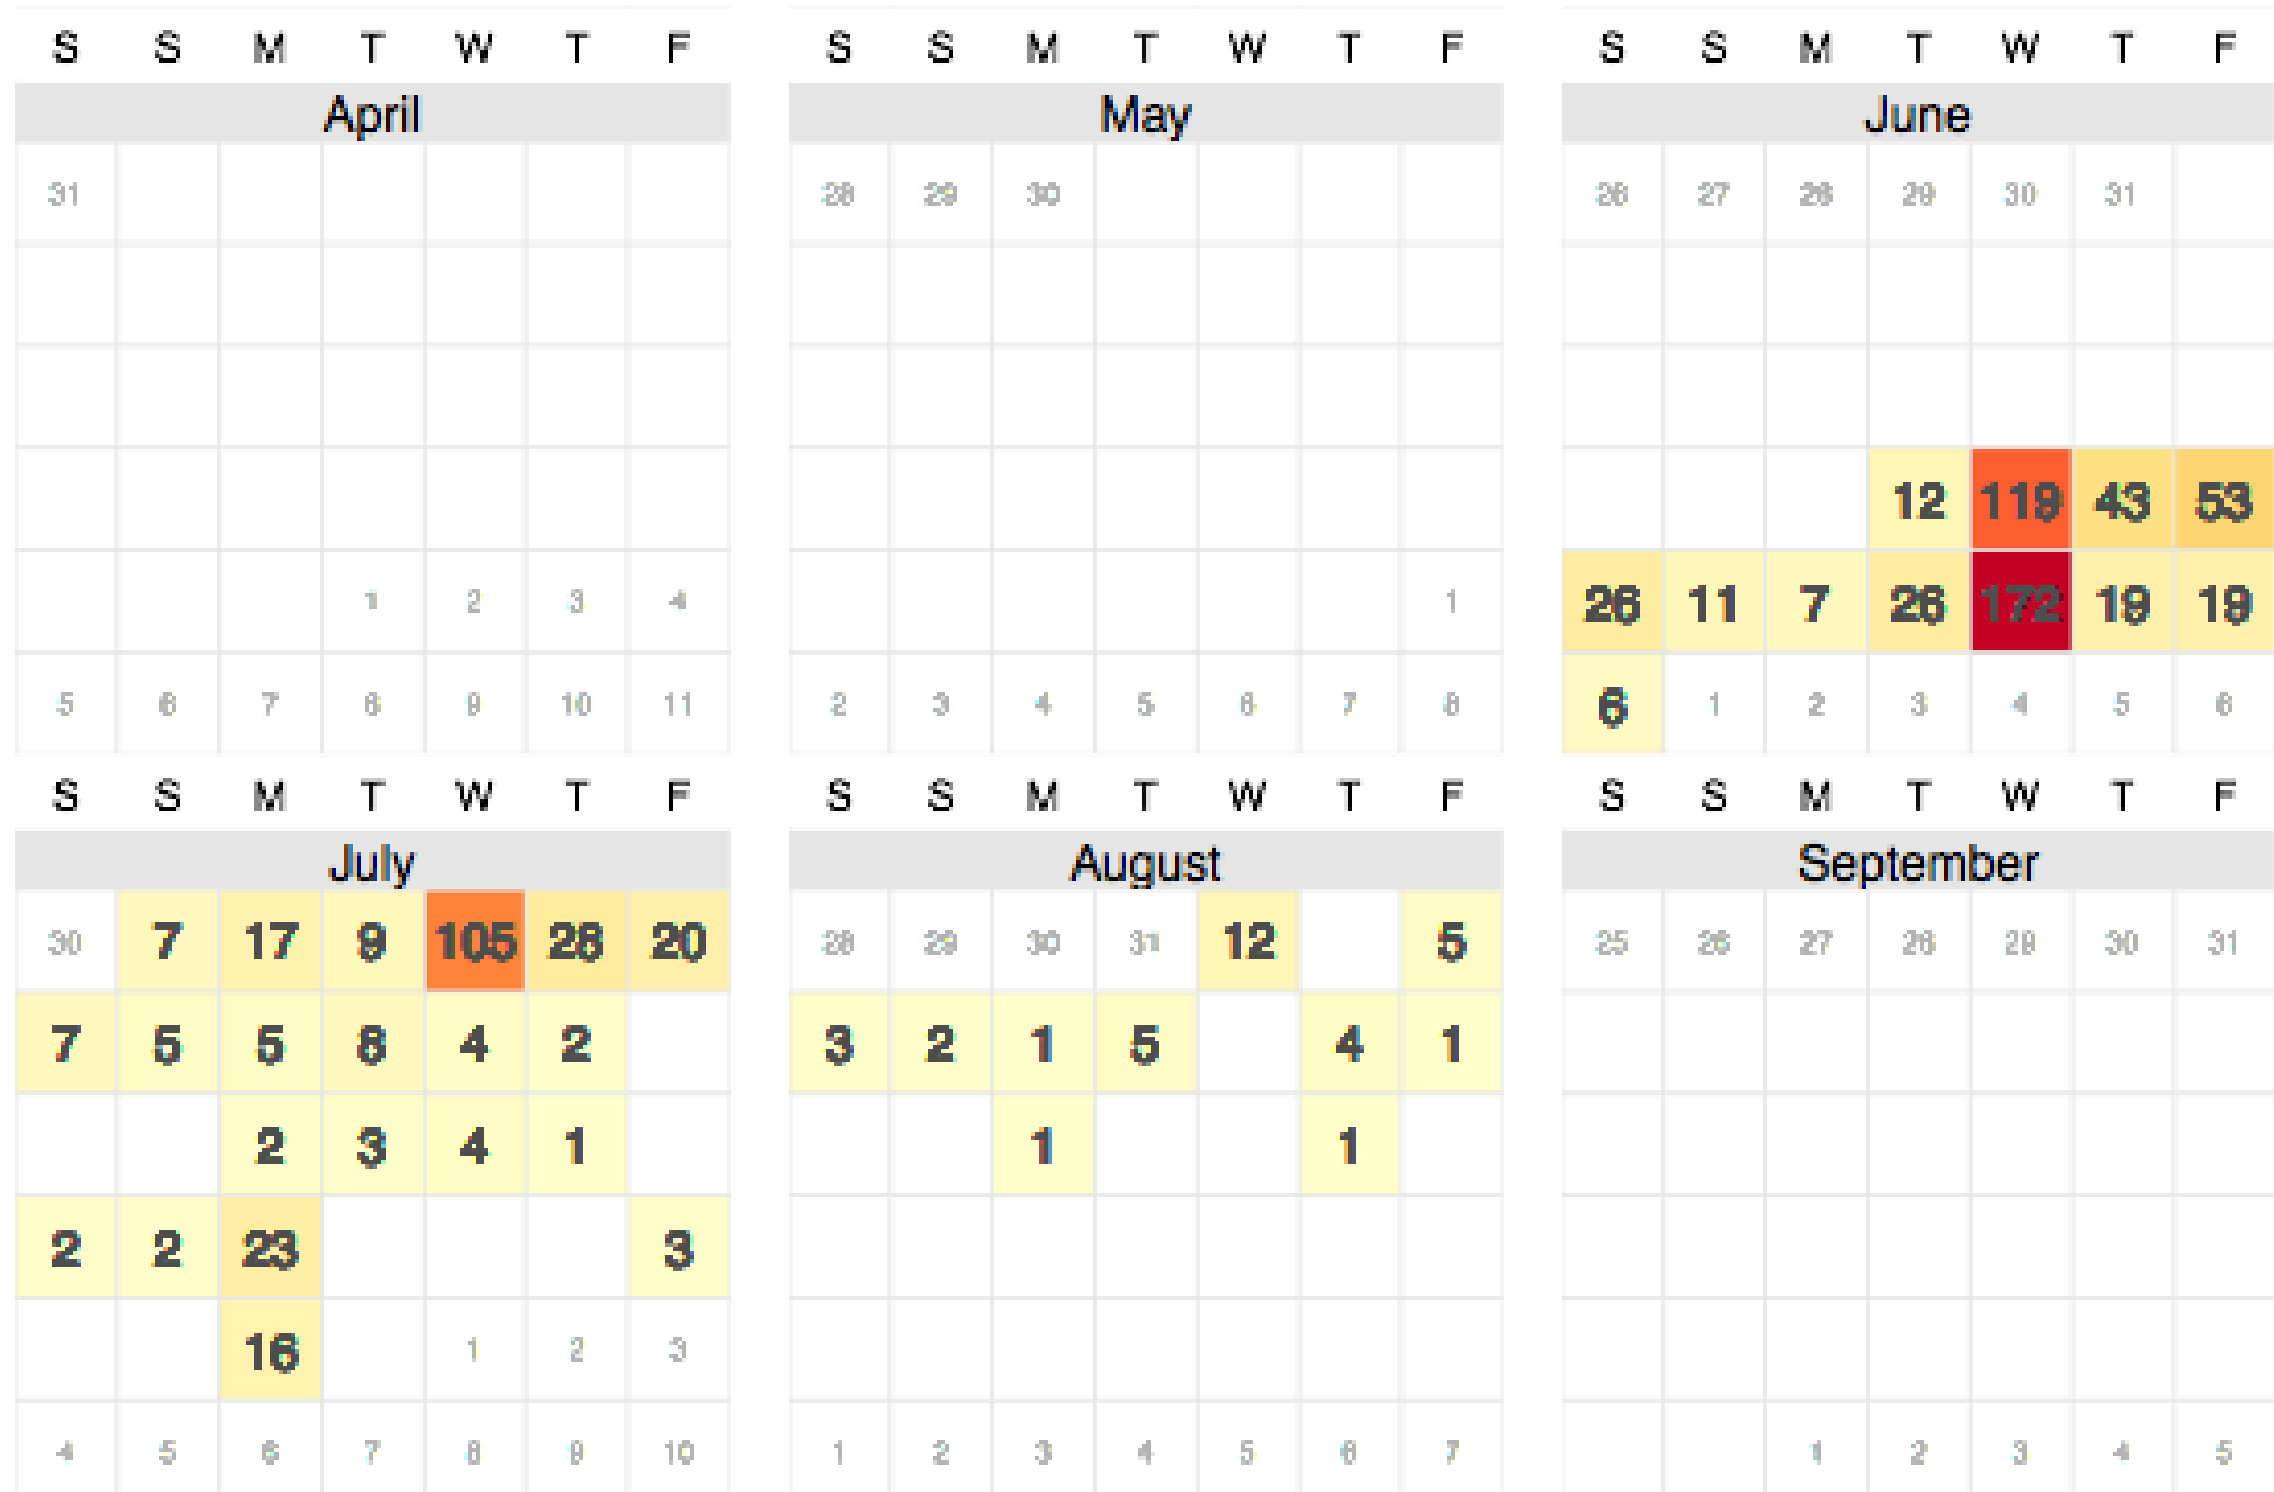 S S M T W T F S S M T W T F S S M T W T F
April May June
31 28 29 30 26 27 28 29 30 31
12 119 43 53
1 2 3 4 1 26 11 7 26 172 19 19
5 6 7 8 9 10 11 2 3 4 5 6 7 8 6 1 2 3 4 5 6
S S M T W T F S S M T W T F S S M T W T F
July August September
30 7 17 9 105 28 20 28 29 30 31 12 5 25 26 27 28 29 30 31
7 5 5 8 4 2 3 2 1 5 4 1
2 3 4 1 1 1
2 2 23 3
16 1 2 3
4 5 6 7 8 9 10 1 2 3 4 5 6 7 1 2 3 4 5